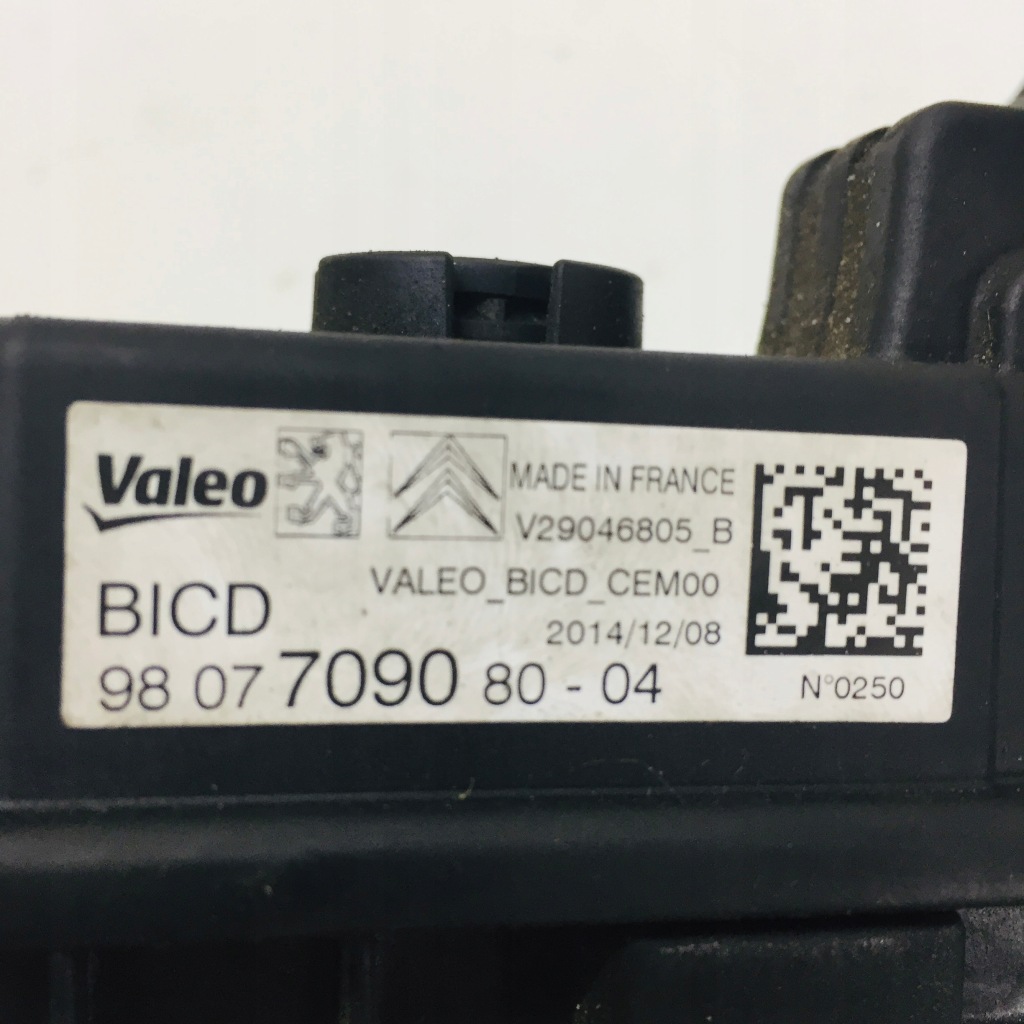 Valeo MADE IN FRANCE
V29046805_B
VALEO_BICD_CEM00
BICD
2014/12/08
98 07 7090 80 - 04
N°0250